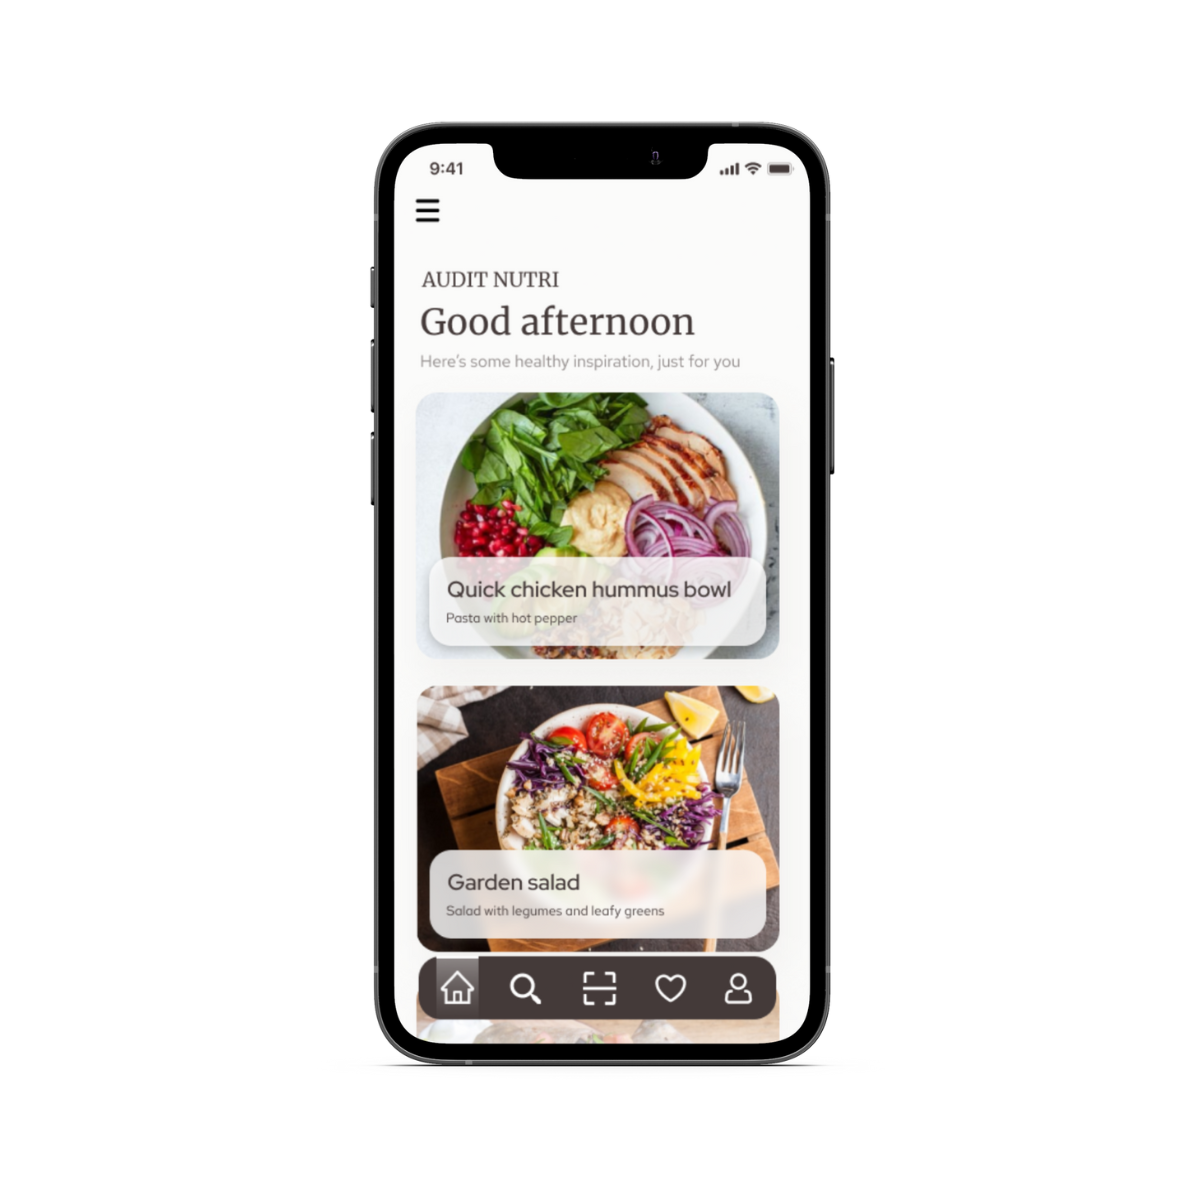 9:41
AUDIT NUTRI
Good afternoon
Here's some healthy inspiration, just for you
Quick chicken hummus bowl
Pasta with hot pepper
Garden salad
Salad with legumes and leafy greens